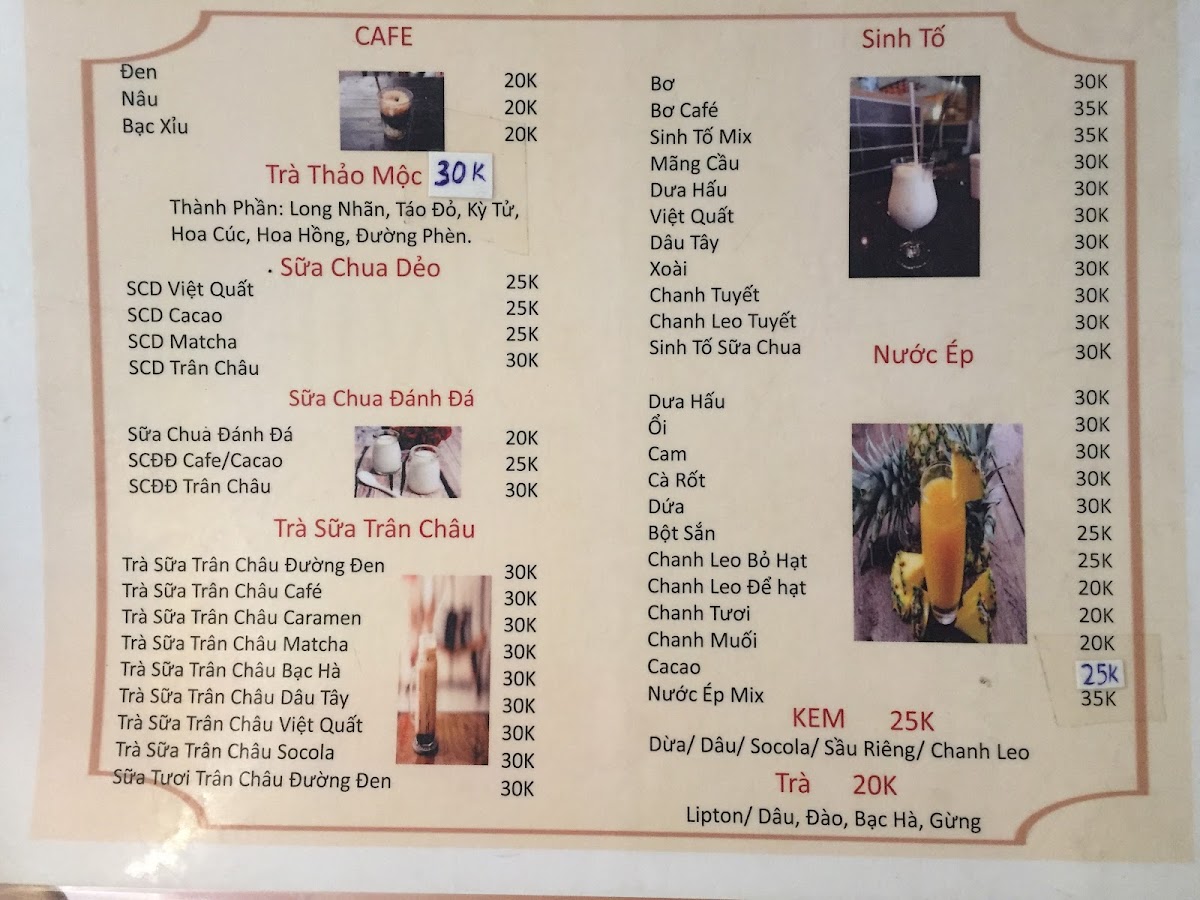 CAFE
Đen 20K
Nâu 20K
Bạc Xỉu 20K
Trà Thảo Mộc 30K
Thành Phần: Long Nhãn, Táo Đỏ, Kỳ Tử,
Hoa Cúc, Hoa Hồng, Đường Phèn.
Sữa Chua Dẻo
SCD Việt Quất 25K
SCD Cacao 25K
SCD Matcha 25K
SCD Trân Châu 30K
Sữa Chua Đánh Đá
Sữa Chua Đánh Đá 20K
SCĐĐ Cafe/Cacao 25K
SCĐĐ Trân Châu 30K
Trà Sữa Trân Châu
Trà Sữa Trân Châu Đường Đen 30K
Trà Sữa Trân Châu Café 30K
Trà Sữa Trân Châu Caramen 30K
Trà Sữa Trân Châu Matcha 30K
Trà Sữa Trân Châu Bạc Hà 30K
Trà Sữa Trân Châu Dâu Tây 30K
Trà Sữa Trân Châu Việt Quất 30K
Trà Sữa Trân Châu Socola 30K
Sữa Tươi Trân Châu Đường Đen 30K
Sinh Tố
Bơ 30K
Bơ Café 35K
Sinh Tố Mix 35K
Mãng Cầu 30K
Dưa Hấu 30K
Việt Quất 30K
Dâu Tây 30K
Xoài 30K
Chanh Tuyết 30K
Chanh Leo Tuyết 30K
Sinh Tố Sữa Chua 30K
Nước Ép
Dưa Hấu 30K
Ổi 30K
Cam 30K
Cà Rốt 30K
Dứa 30K
Bột Sắn 25K
Chanh Leo Bỏ Hạt 25K
Chanh Leo Để hạt 20K
Chanh Tươi 20K
Chanh Muối 20K
Cacao 25K
Nước Ép Mix 35K
KEM 25K
Dừa/ Dâu/ Socola/ Sầu Riêng/ Chanh Leo
Trà 20K
Lipton/ Dâu, Đào, Bạc Hà, Gừng